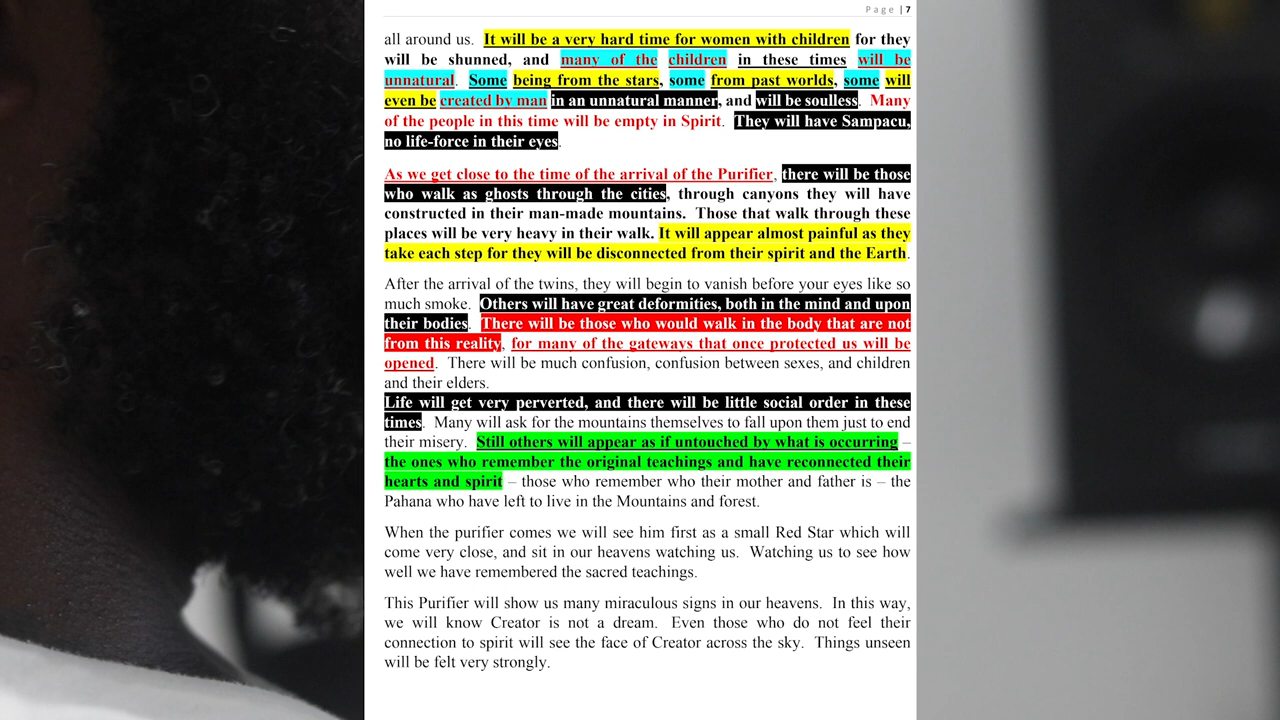 Page | 7
all around us. It will be a very hard time for women with children for they
will be shunned, and many of the children in these times will be
unnatural. Some being from the stars, some from past worlds, some will
even be created by man in an unnatural manner, and will be soulless. Many
of the people in this time will be empty in Spirit. They will have Sampacu,
no life-force in their eyes.
As we get close to the time of the arrival of the Purifier, there will be those
who walk as ghosts through the cities, through canyons they will have
constructed in their man-made mountains. Those that walk through these
places will be very heavy in their walk. It will appear almost painful as they
take each step for they will be disconnected from their spirit and the Earth.
After the arrival of the twins, they will begin to vanish before your eyes like so
much smoke. Others will have great deformities, both in the mind and upon
their bodies. There will be those who would walk in the body that are not
from this reality, for many of the gateways that once protected us will be
opened. There will be much confusion, confusion between sexes, and children
and their elders.
Life will get very perverted, and there will be little social order in these
times. Many will ask for the mountains themselves to fall upon them just to end
their misery. Still others will appear as if untouched by what is occurring –
the ones who remember the original teachings and have reconnected their
hearts and spirit – those who remember who their mother and father is – the
Pahana who have left to live in the Mountains and forest.
When the purifier comes we will see him first as a small Red Star which will
come very close, and sit in our heavens watching us. Watching us to see how
well we have remembered the sacred teachings.
This Purifier will show us many miraculous signs in our heavens. In this way,
we will know Creator is not a dream. Even those who do not feel their
connection to spirit will see the face of Creator across the sky. Things unseen
will be felt very strongly.